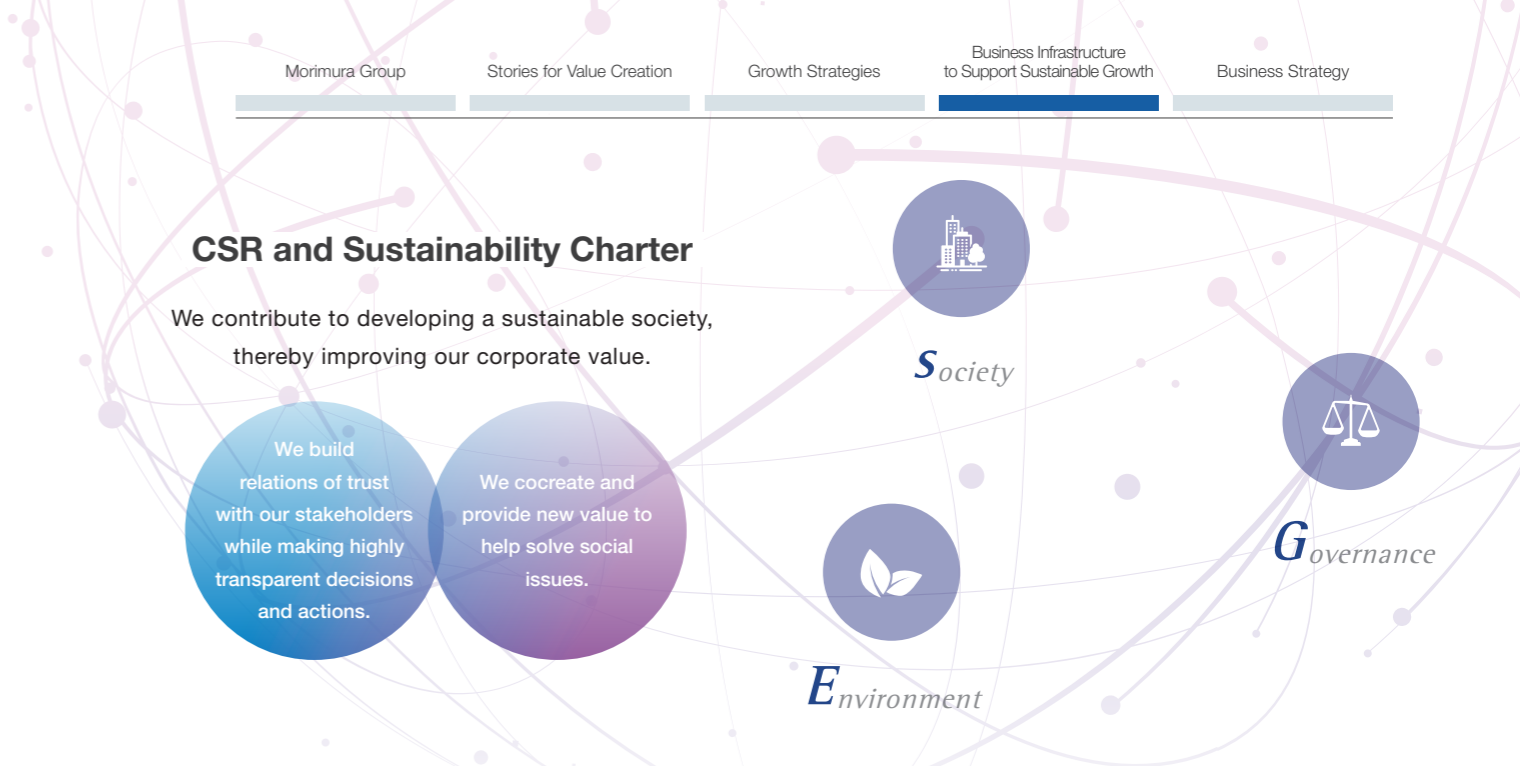 Morimura Group
Stories for Value Creation
Growth Strategies
Business Infrastructure
to Support Sustainable Growth
Business Strategy
CSR and Sustainability Charter
We contribute to developing a sustainable society,
thereby improving our corporate value.
We build
relations of trust
with our stakeholders
while making highly
transparent decisions
and actions.
We cocreate and
provide new value to
help solve social
issues.
Society
Governance
Environment